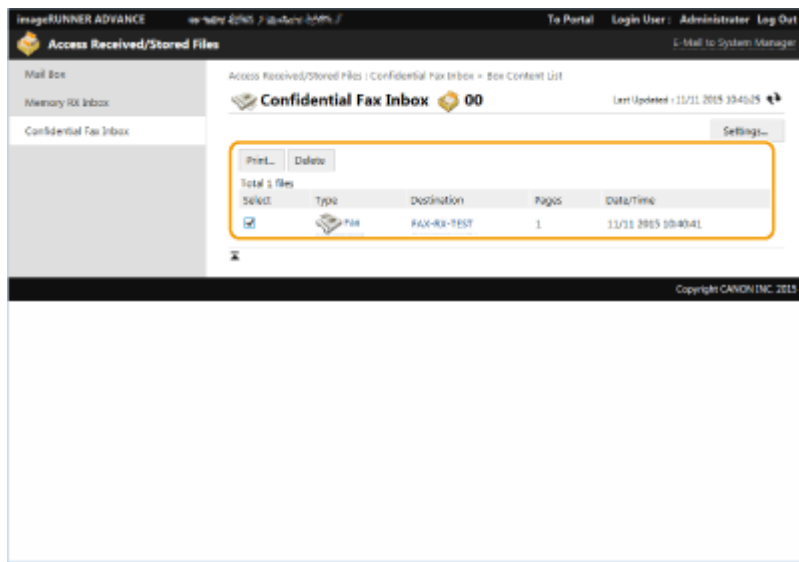 imageRUNNER ADVANCE To Portal Login User : Administrator Log Out
Access Received/Stored Files E-Mail to System Manager
Mail Box
Memory RX Inbox
Confidential Fax Inbox
Access Received/Stored Files : Confidential Fax Inbox > Box Content List
Confidential Fax Inbox 00
Last Updated : 11/11 2015
Settings...
Print... Delete
Total 1 files
Select Type Destination Pages Date/Time
Fax FAX-RX-TEST 1 11/11 2015 10:40:41
Copyright CANON INC. 2015